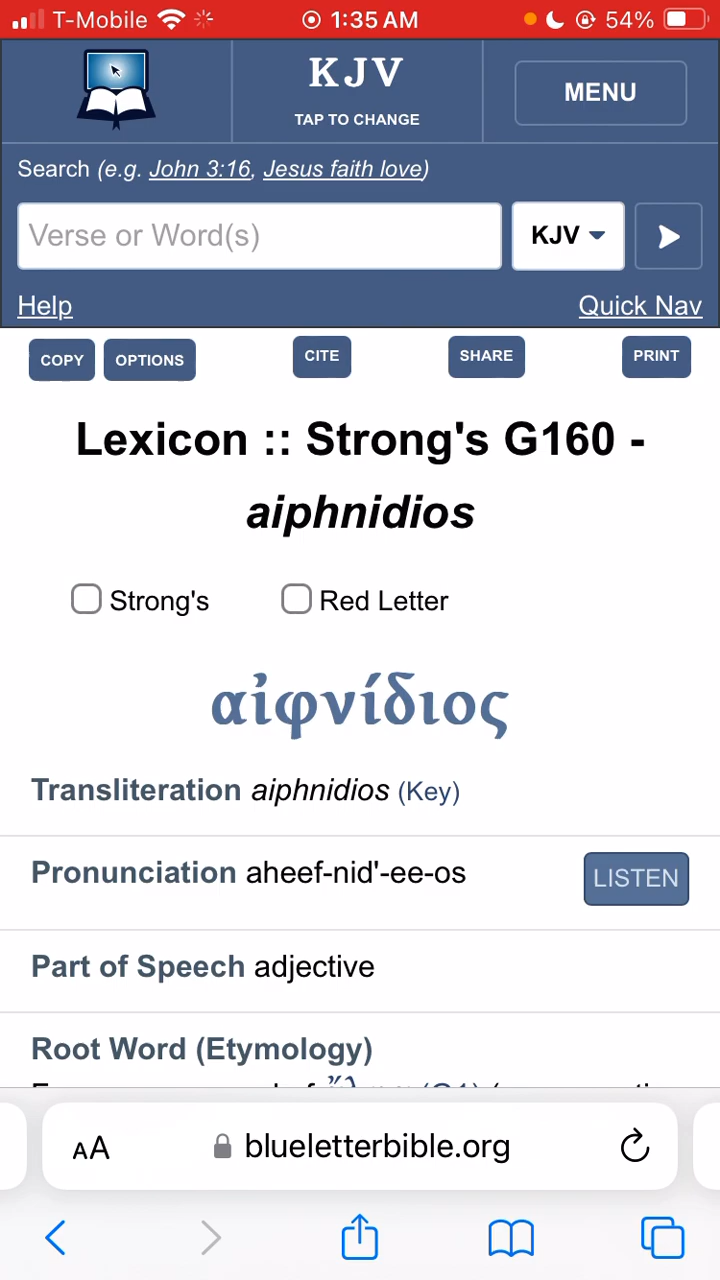 T-Mobile 1:35 AM 54%
KJV
TAP TO CHANGE
MENU
Search (e.g. John 3:16, Jesus faith love)
Verse or Word(s) KJV
Help Quick Nav
COPY OPTIONS CITE SHARE PRINT
Lexicon :: Strong's G160 -
aiphnidios
Strong's Red Letter
αἰφνίδιος
Transliteration aiphnidios (Key)
Pronunciation aheef-nid'-ee-os LISTEN
Part of Speech adjective
Root Word (Etymology)
AA blueletterbible.org